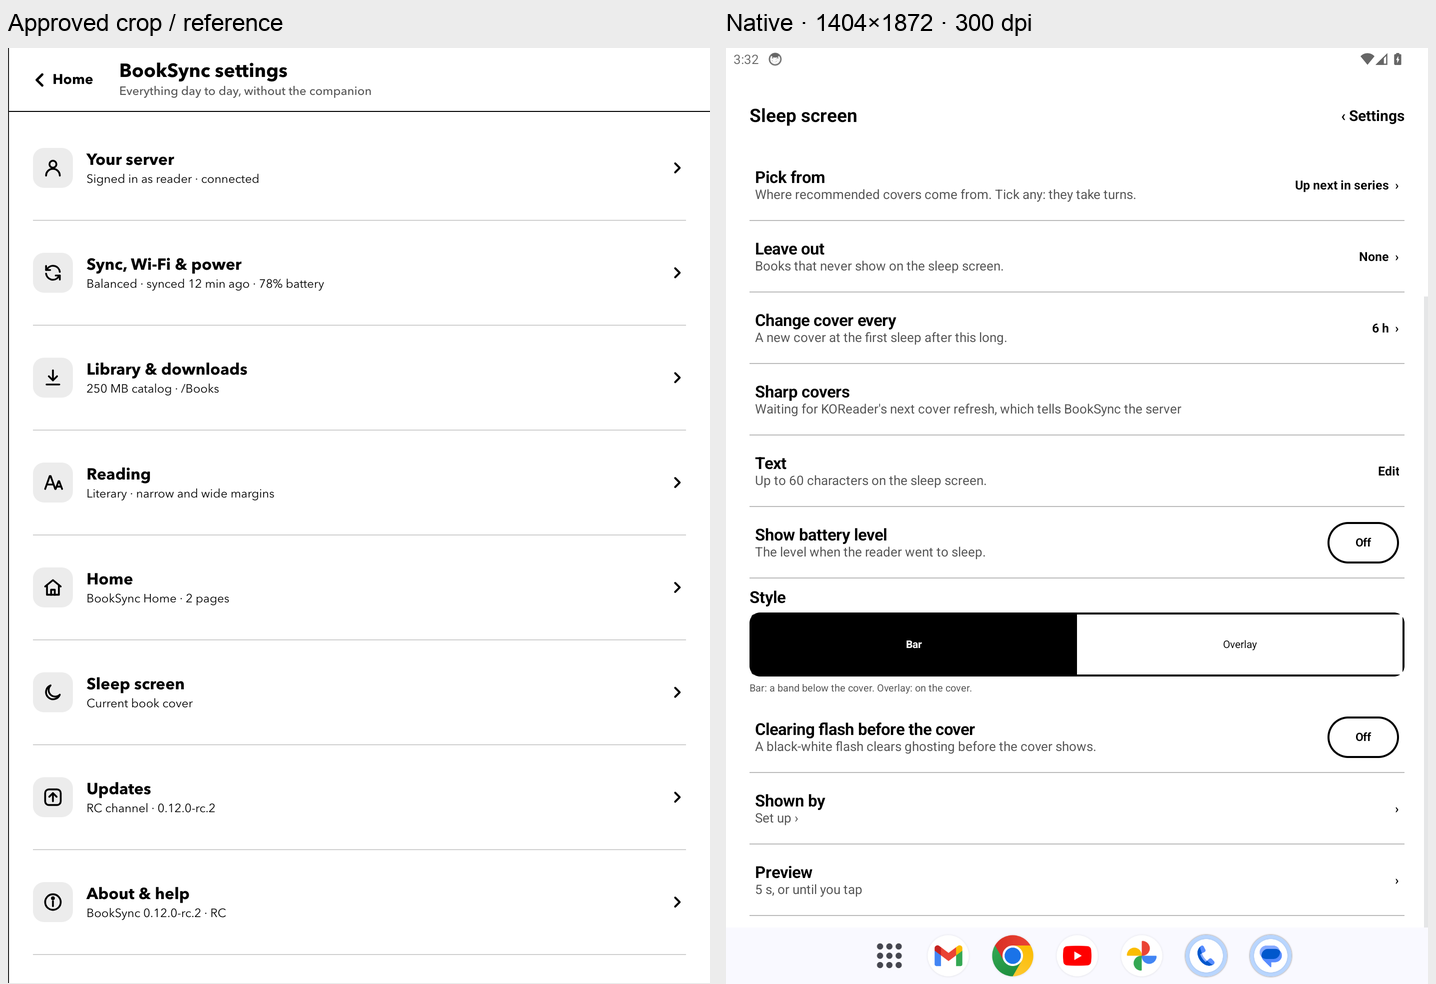 Approved crop / reference
Home
BookSync settings
Everything day to day, without the companion
Your server
Signed in as reader · connected
Sync, Wi-Fi & power
Balanced · synced 12 min ago · 78% battery
Library & downloads
250 MB catalog · /Books
Reading
Literary · narrow and wide margins
Home
BookSync Home · 2 pages
Sleep screen
Current book cover
Updates
RC channel · 0.12.0-rc.2
About & help
BookSync 0.12.0-rc.2 · RC
Native · 1404×1872 · 300 dpi
3:32
Sleep screen
‹ Settings
Pick from
Where recommended covers come from. Tick any: they take turns.
Up next in series ›
Leave out
Books that never show on the sleep screen.
None ›
Change cover every
A new cover at the first sleep after this long.
6 h ›
Sharp covers
Waiting for KOReader's next cover refresh, which tells BookSync the server
Text
Up to 60 characters on the sleep screen.
Edit
Show battery level
The level when the reader went to sleep.
Off
Style
Bar
Overlay
Bar: a band below the cover. Overlay: on the cover.
Clearing flash before the cover
A black-white flash clears ghosting before the cover shows.
Off
Shown by
Set up ›
›
Preview
5 s, or until you tap
›